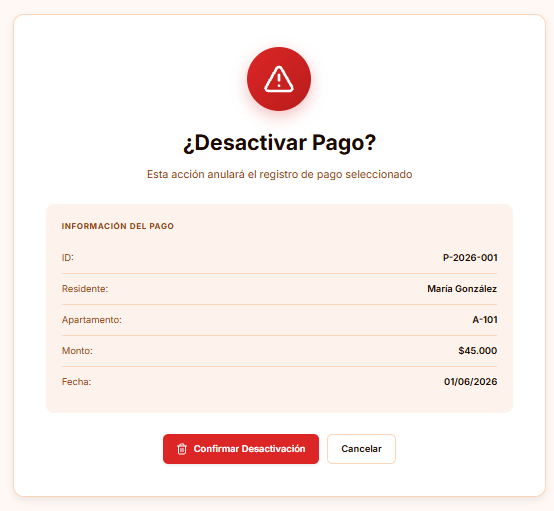 ¿Desactivar Pago?
Esta acción anulará el registro de pago seleccionado
INFORMACIÓN DEL PAGO
ID: P-2026-001
Residente: María González
Apartamento: A-101
Monto: $45.000
Fecha: 01/06/2026
Confirmar Desactivación Cancelar